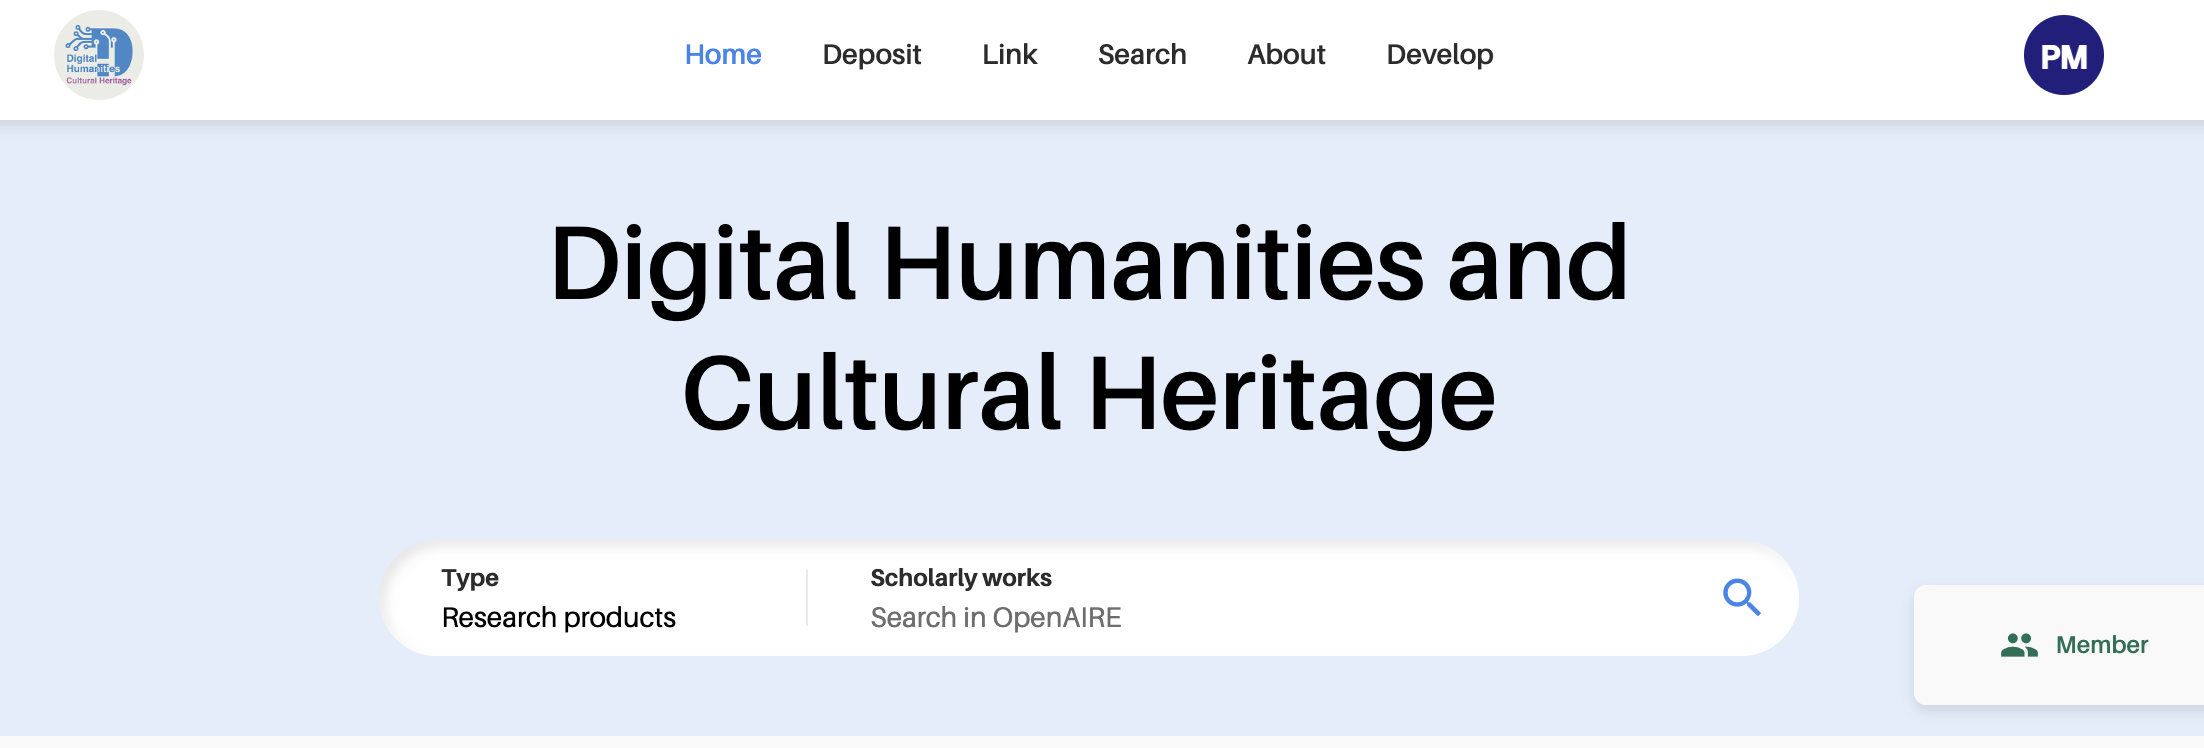 Digital
Humanities
Cultural Heritage
Home Deposit Link Search About Develop
PM
Digital Humanities and
Cultural Heritage
Type
Research products
Scholarly works
Search in OpenAIRE
Member